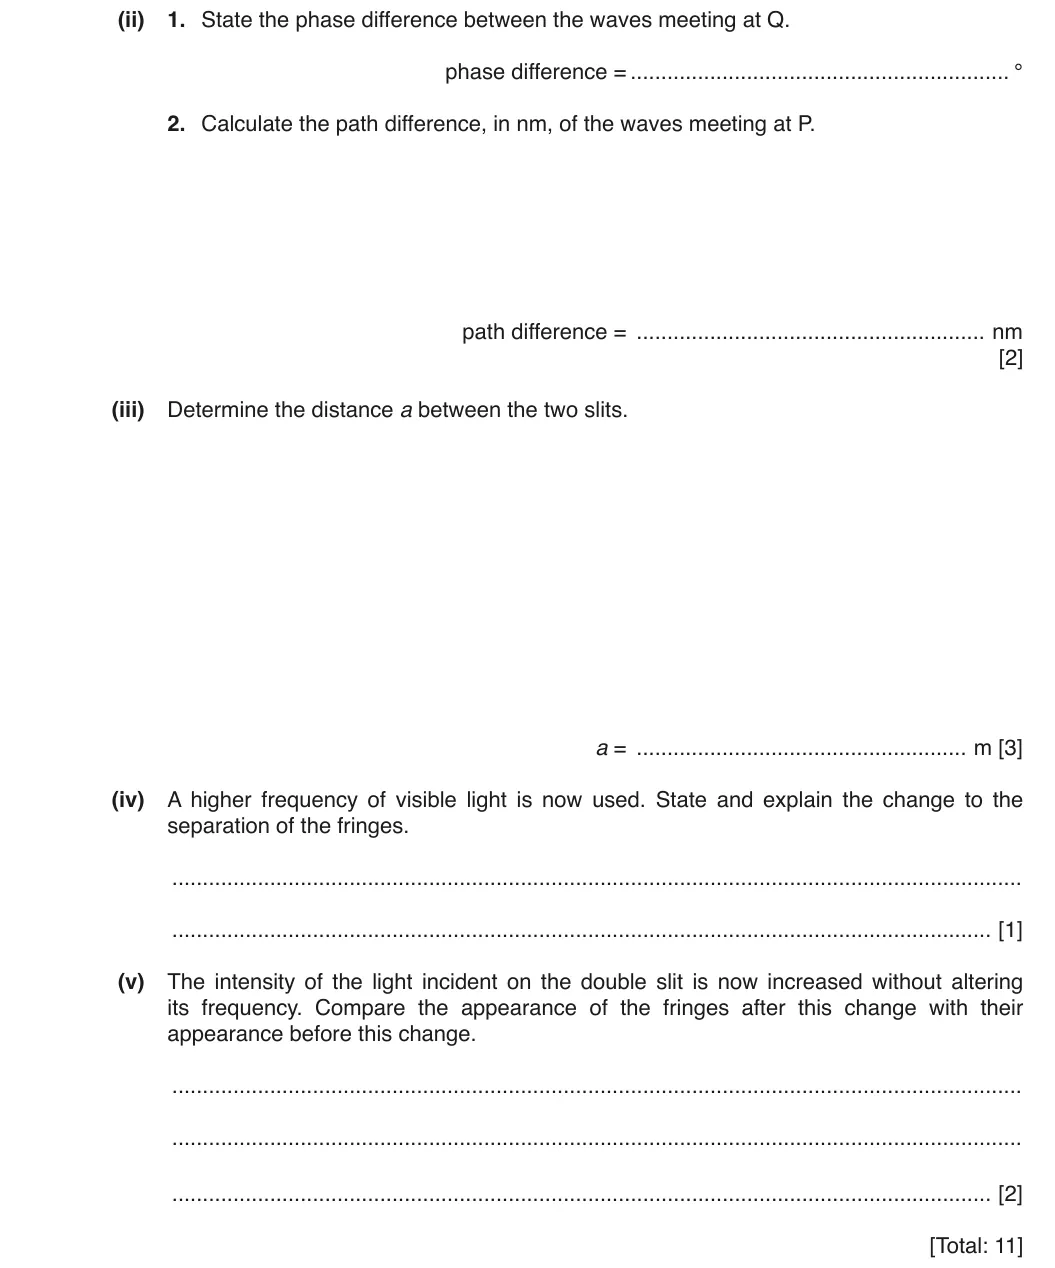 (ii) 1. State the phase difference between the waves meeting at Q.
phase difference = .............................................................. °
2. Calculate the path difference, in nm, of the waves meeting at P.
path difference = ......................................................... nm
[2]
(iii) Determine the distance a between the two slits.
a = ...................................................... m [3]
(iv) A higher frequency of visible light is now used. State and explain the change to the
separation of the fringes.
...........................................................................................................................................
...................................................................................................................................... [1]
(v) The intensity of the light incident on the double slit is now increased without altering
its frequency. Compare the appearance of the fringes after this change with their
appearance before this change.
...........................................................................................................................................
...........................................................................................................................................
...................................................................................................................................... [2]
[Total: 11]